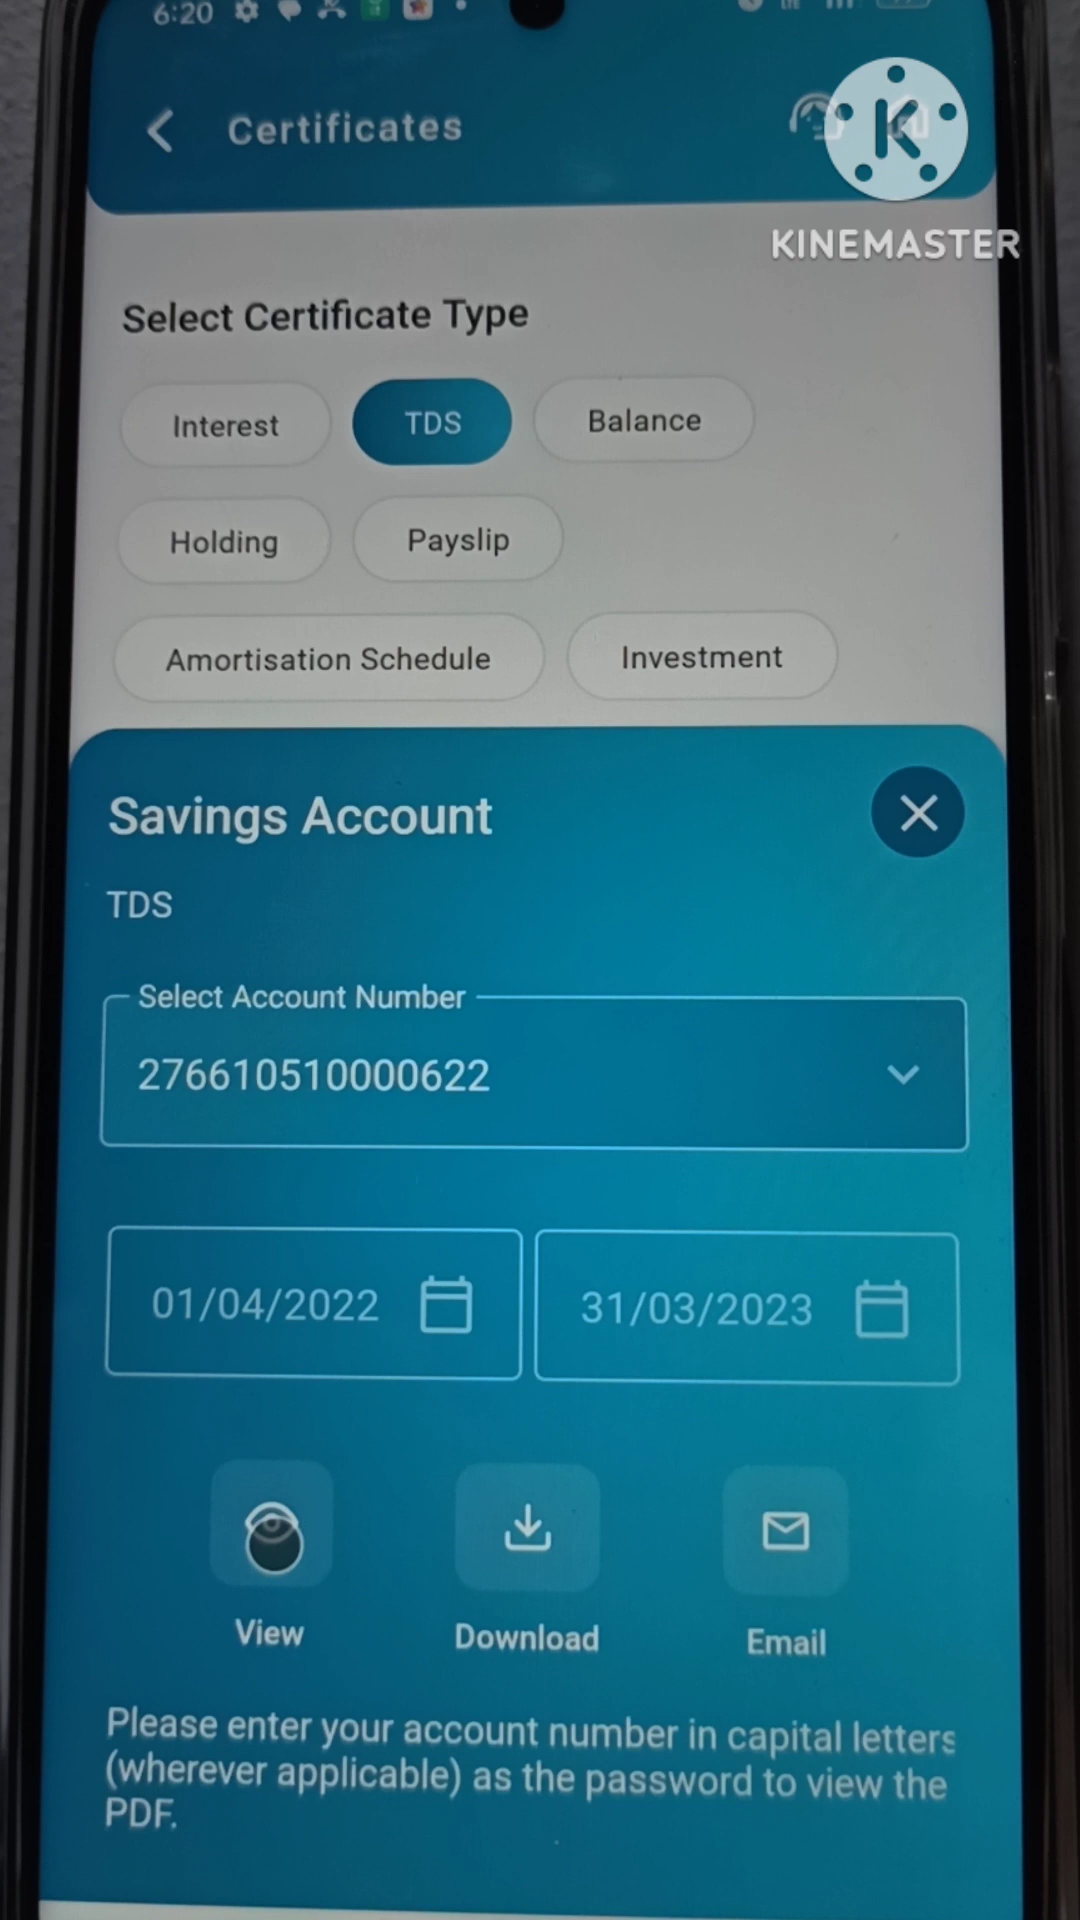 6:20
Certificates
K
KINEMASTER
Select Certificate Type
Interest
TDS
Balance
Holding
Payslip
Amortisation Schedule
Investment
Savings Account
TDS
Select Account Number
276610510000622
01/04/2022
31/03/2023
View
Download
Email
Please enter your account number in capital letters
(wherever applicable) as the password to view the
PDF.